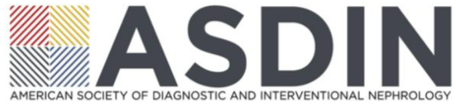 ASDIN
AMERICAN SOCIETY OF DIAGNOSTIC AND INTERVENTIONAL NEPHROLOGY